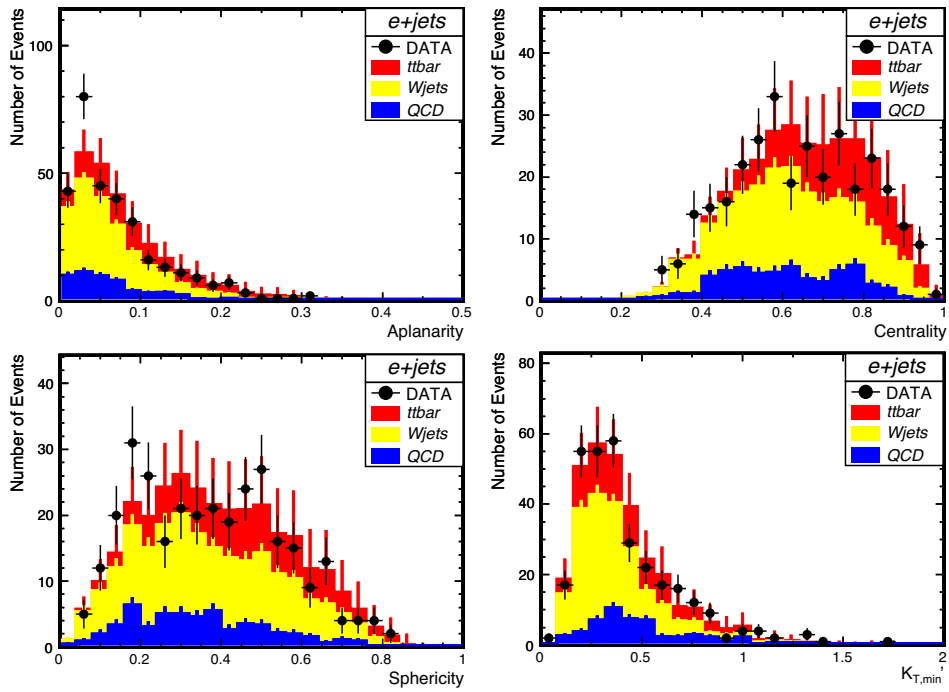 Number of Events
100
50
0
0 0.1 0.2 0.3 0.4 0.5
Aplanarity
e+jets
DATA
ttbar
Wjets
QCD
Number of Events
40
30
20
10
0
0 0.2 0.4 0.6 0.8 1
Centrality
e+jets
DATA
ttbar
Wjets
QCD
Number of Events
40
30
20
10
0
0 0.2 0.4 0.6 0.8 1
Sphericity
e+jets
DATA
ttbar
Wjets
QCD
Number of Events
80
60
40
20
0
0 0.5 1 1.5 2
K_T,min'
e+jets
DATA
ttbar
Wjets
QCD